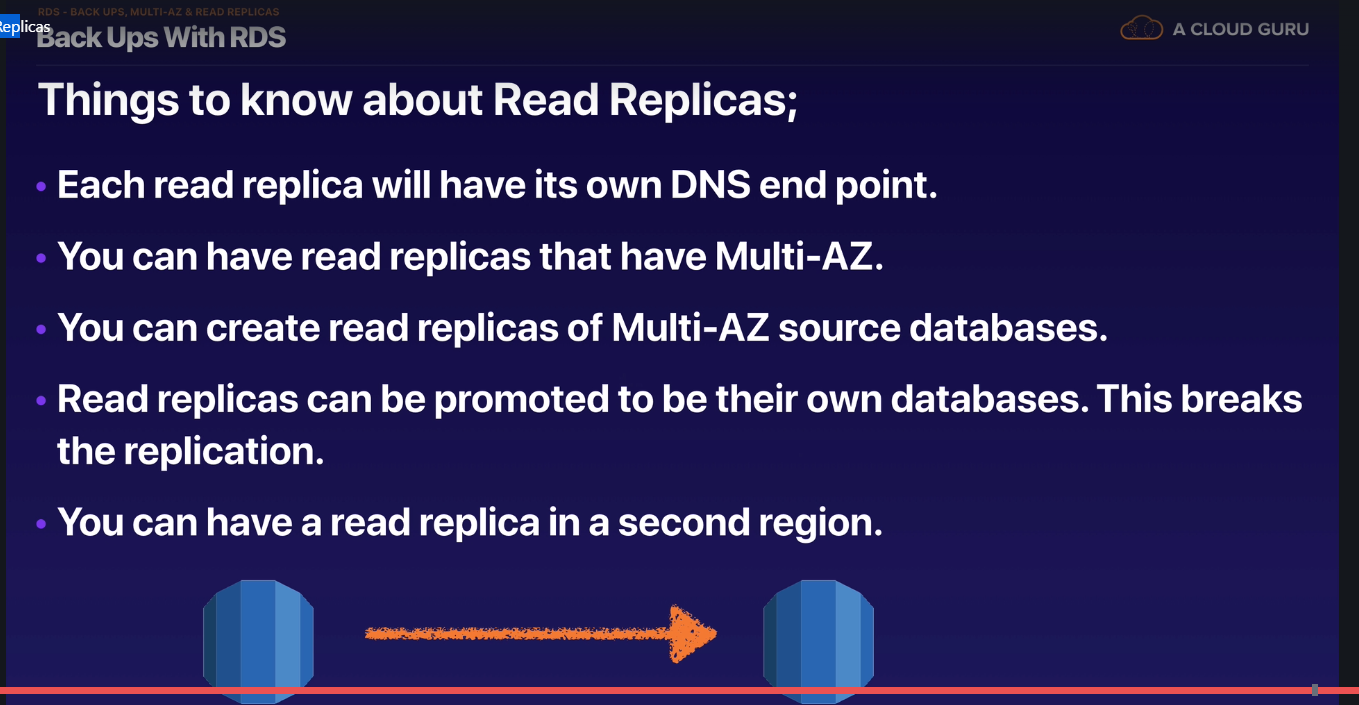 RDS - BACK UPS, MULTI-AZ & READ REPLICAS
Replicas
Back Ups With RDS
A CLOUD GURU
Things to know about Read Replicas;
• Each read replica will have its own DNS end point.
• You can have read replicas that have Multi-AZ.
• You can create read replicas of Multi-AZ source databases.
• Read replicas can be promoted to be their own databases. This breaks
the replication.
• You can have a read replica in a second region.